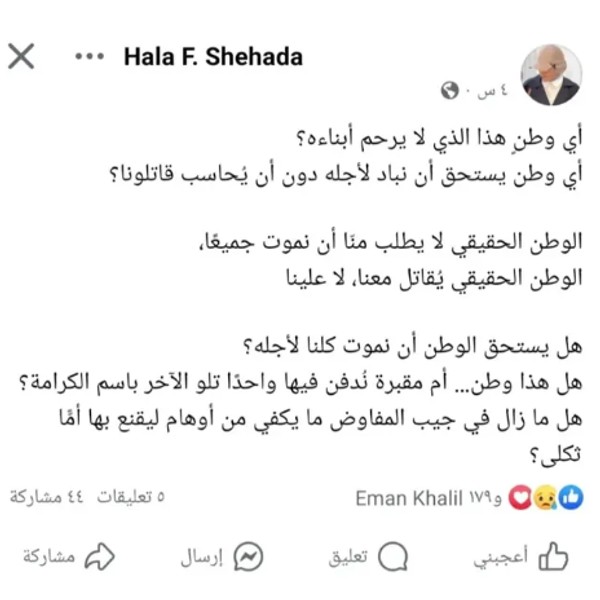 Hala F. Shehada
٤ س ·
أي وطنٍ هذا الذي لا يرحم أبناءه؟
أي وطن يستحق أن نباد لأجله دون أن يُحاسب قاتلونا؟
الوطن الحقيقي لا يطلب منّا أن نموت جميعًا،
الوطن الحقيقي يُقاتل معنا، لا علينا
هل يستحق الوطن أن نموت كلنا لأجله؟
هل هذا وطن... أم مقبرة نُدفن فيها واحدًا تلو الآخر باسم الكرامة؟
هل ما زال في جيب المفاوض ما يكفي من أوهام ليقنع بها أمًّا
ثكلى؟
Eman Khalil و١٧٩
٥ تعليقات ٤٤ مشاركة
أعجبني تعليق إرسال مشاركة